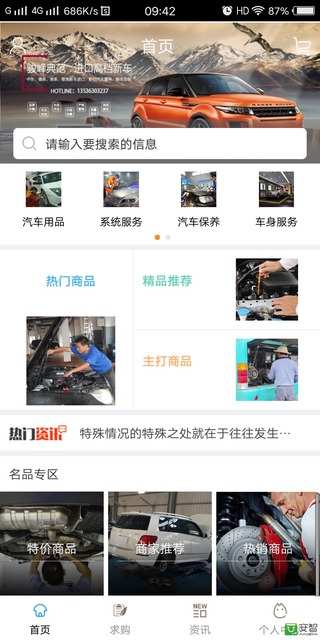 G 4G 686K/s 09:42 HD 87%
首页
骏峰典范·进口高档新车
HOTLINE: 13536303237
请输入要搜索的信息
汽车用品 系统服务 汽车保养 车身服务
热门商品
精品推荐
主打商品
热门资讯 特殊情况的特殊之处就在于往往发生…
名品专区
特价商品 商家推荐 热销商品
首页 求购 NEWS 资讯 个人中
安智